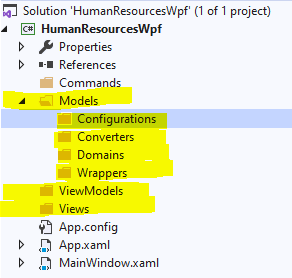 Solution 'HumanResourcesWpf' (1 of 1 project)
C# HumanResourcesWpf
Properties
References
Commands
Models
Configurations
Converters
Domains
Wrappers
ViewModels
Views
App.config
App.xaml
MainWindow.xaml